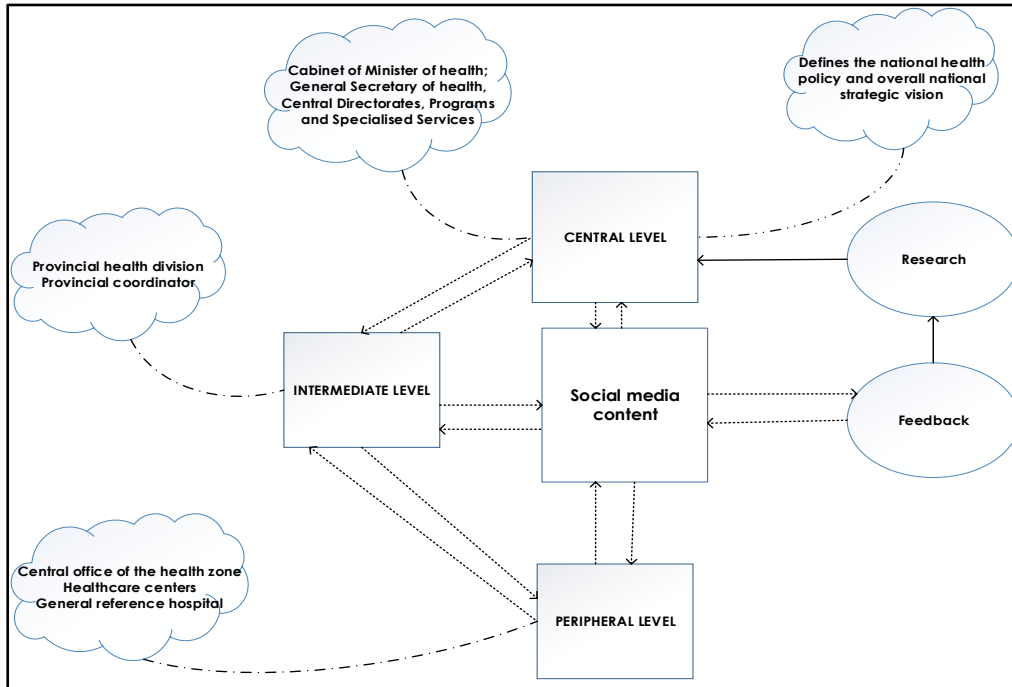 Cabinet of Minister of health;
General Secretary of health,
Central Directorates, Programs
and Specialised Services
Defines the national health
policy and overall national
strategic vision
CENTRAL LEVEL
Research
Provincial health division
Provincial coordinator
INTERMEDIATE LEVEL
Social media
content
Feedback
Central office of the health zone
Healthcare centers
General reference hospital
PERIPHERAL LEVEL